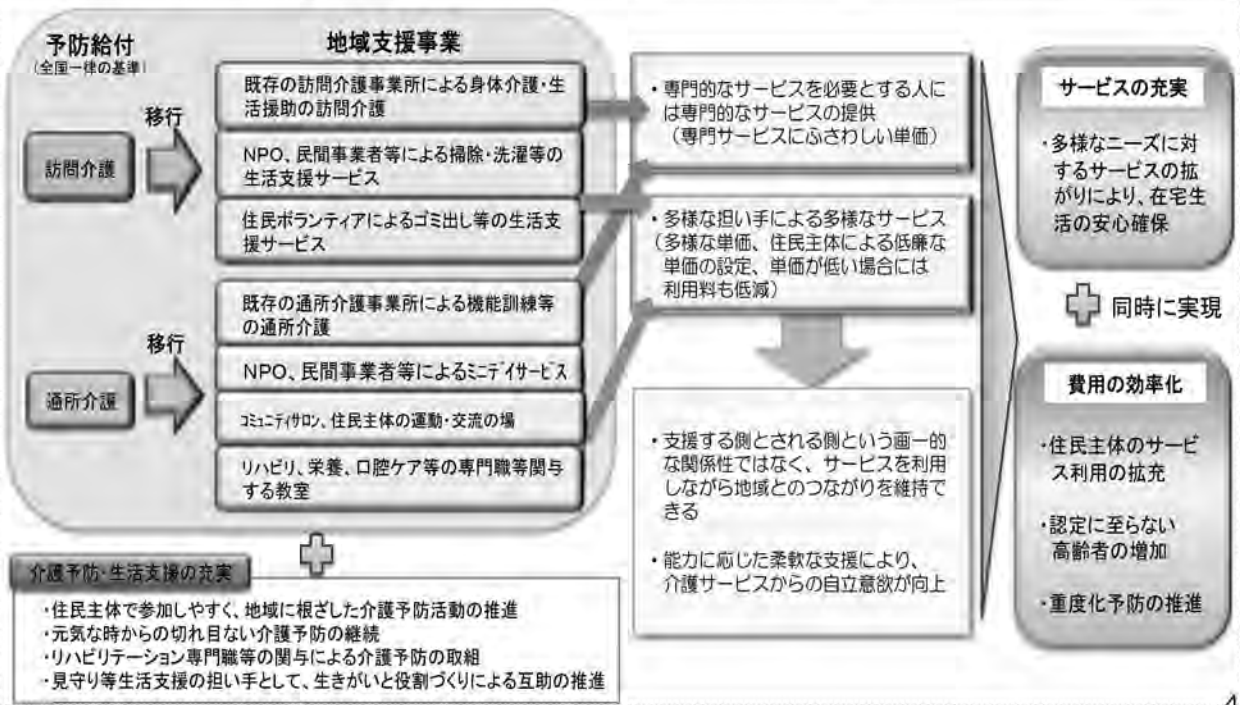 予防給付
(全国一律の基準)
地域支援事業
移行
訪問介護
既存の訪問介護事業所による身体介護・生
活援助の訪問介護
NPO、民間事業者等による掃除・洗濯等の
生活支援サービス
住民ボランティアによるゴミ出し等の生活支
援サービス
移行
通所介護
既存の通所介護事業所による機能訓練等
の通所介護
NPO、民間事業者等によるミニデイサービス
コミュニティサロン、住民主体の運動・交流の場
リハビリ、栄養、口腔ケア等の専門職等関与
する教室
・専門的なサービスを必要とする人に
は専門的なサービスの提供
(専門サービスにふさわしい単価)
・多様な担い手による多様なサービス
(多様な単価、住民主体による低廉な
単価の設定、単価が低い場合には
利用料も低減)
・支援する側とされる側という画一的
な関係性ではなく、サービスを利用
しながら地域とのつながりを維持で
きる
・能力に応じた柔軟な支援により、
介護サービスからの自立意欲が向上
サービスの充実
・多様なニーズに対
するサービスの拡
がりにより、在宅生
活の安心確保
同時に実現
費用の効率化
・住民主体のサービ
ス利用の拡充
・認定に至らない
高齢者の増加
・重度化予防の推進
介護予防・生活支援の充実
・住民主体で参加しやすく、地域に根ざした介護予防活動の推進
・元気な時からの切れ目ない介護予防の継続
・リハビリテーション専門職等の関与による介護予防の取組
・見守り等生活支援の担い手として、生きがいと役割づくりによる互助の推進